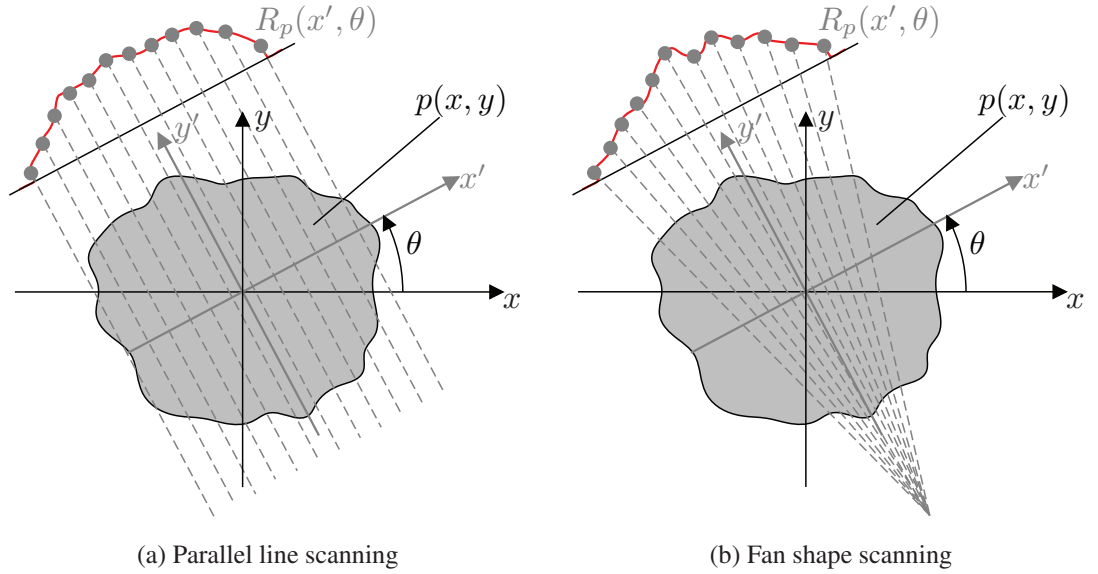 R_p(x′, θ)
p(x, y)
y′
y
x′
θ
x
(a) Parallel line scanning
R_p(x′, θ)
p(x, y)
y′
y
x′
θ
x
(b) Fan shape scanning